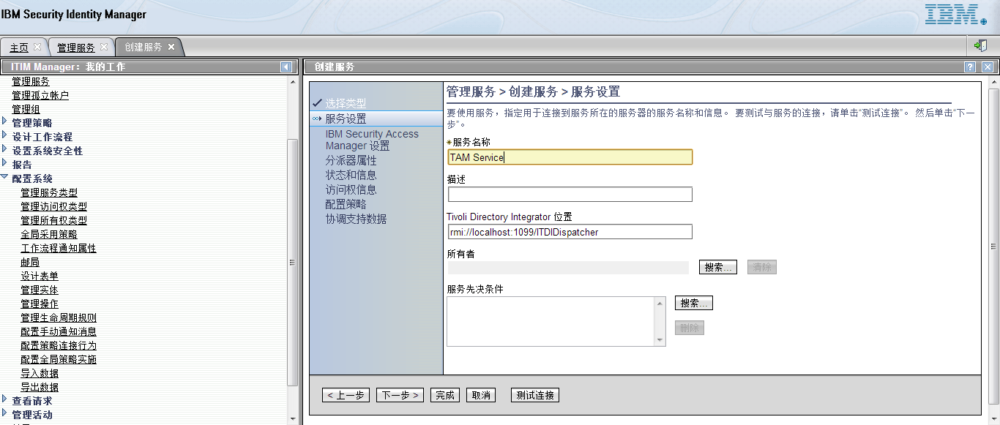 IBM Security Identity Manager
IBM
主页
管理服务
创建服务
ITIM Manager：我的工作
管理服务
管理孤立帐户
管理组
管理策略
设计工作流程
设置系统安全性
报告
配置系统
管理服务类型
管理访问权类型
管理所有权类型
全局采用策略
工作流程通知属性
邮局
设计表单
管理实体
管理操作
管理生命周期规则
配置手动通知消息
配置策略连接行为
配置全局策略实施
导入数据
导出数据
查看请求
管理活动
创建服务
?
选择类型
服务设置
IBM Security Access
Manager 设置
分派器属性
状态和信息
访问权信息
配置策略
协调支持数据
管理服务 > 创建服务 > 服务设置
要使用服务，指定用于连接到服务所在的服务器的服务名称和信息。 要测试与服务的连接，请单击“测试连接”。 然后单击“下一
步”。
*服务名称
TAM Service
描述
Tivoli Directory Integrator 位置
rmi://localhost:1099/ITDIDispatcher
所有者
搜索...
清除
服务先决条件
搜索...
删除
< 上一步
下一步 >
完成
取消
测试连接